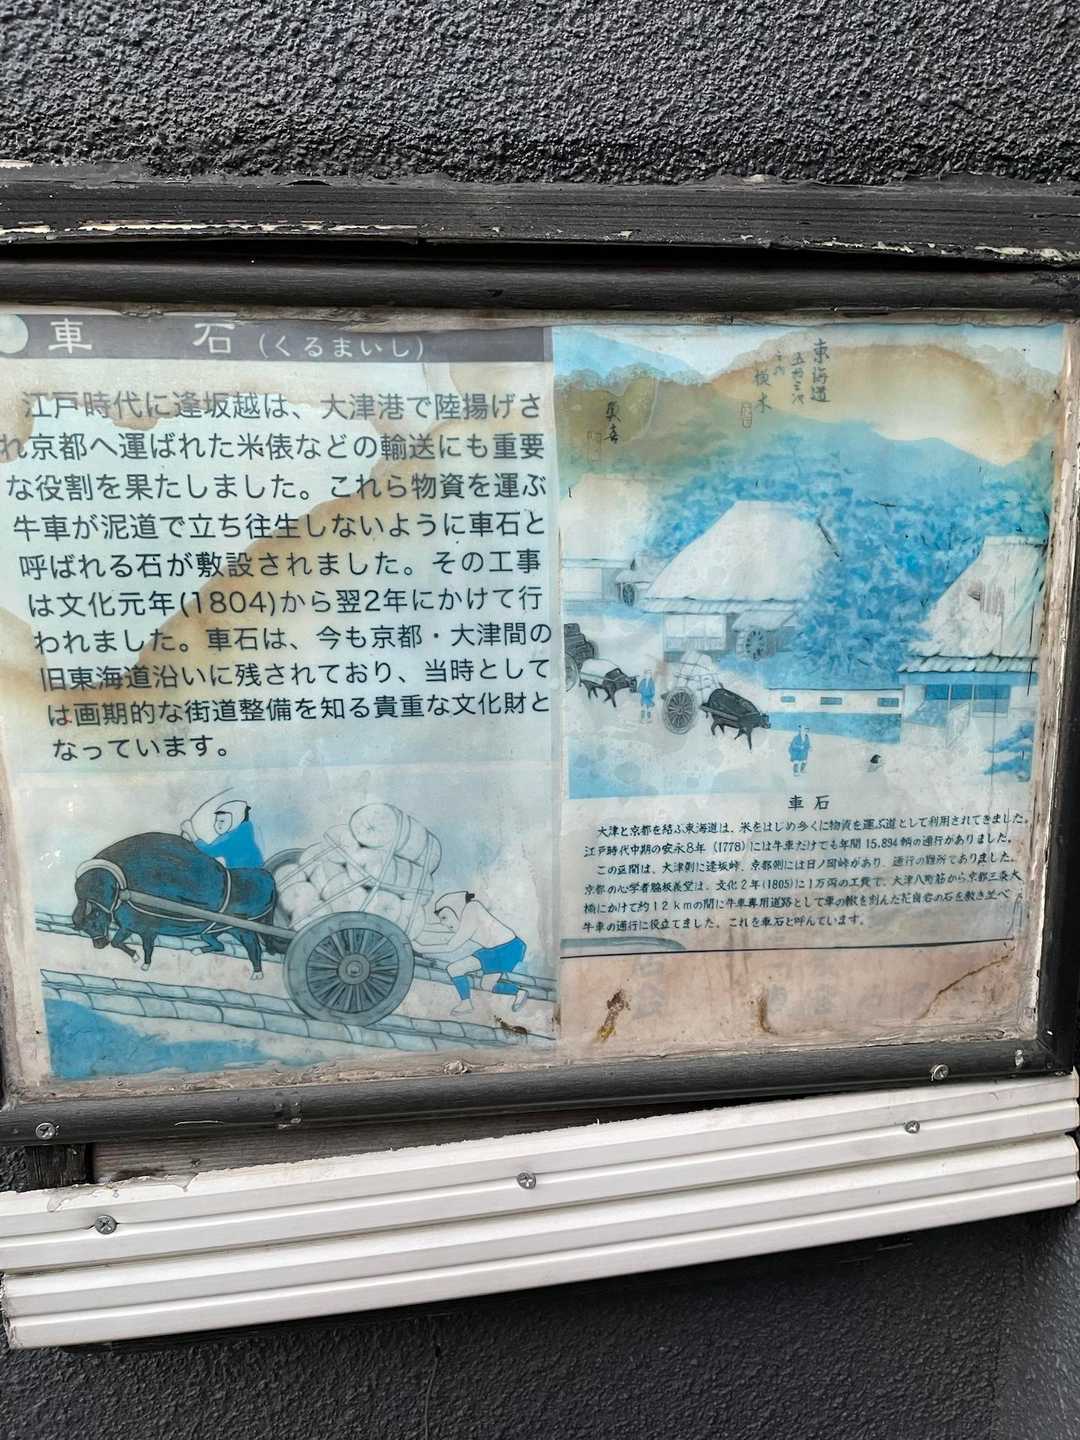 車石(くるまいし)
江戸時代に逢坂越は、大津港で陸揚げさ
れ京都へ運ばれた米俵などの輸送にも重要
な役割を果たしました。これら物資を運ぶ
牛車が泥道で立ち往生しないように車石と
呼ばれる石が敷設されました。その工事
は文化元年(1804)から翌2年にかけて行
われました。車石は、今も京都・大津間の
旧東海道沿いに残されており、当時として
は画期的な街道整備を知る貴重な文化財と
なっています。
東海道
五十三次
横木
車石
大津と京都を結ぶ東海道は、米をはじめ多くに物資を運ぶ道として利用されてきました。
江戸時代中期の安永8年(1778)には牛車だけでも年間15,894輌の通行がありました。
この区間は、大津側に逢坂峠、京都側には日ノ岡峠があり、通行の難所でありました。
京都の心学者脇坂義堂は、文化2年(1805)に1万両の工費で、大津八町筋から京都三条大
橋にかけて約12kmの間に牛車専用道路として車の轍を刻んだ花崗岩の石を敷き並べ
牛車の通行に役立てました。これを車石と呼んでいます。